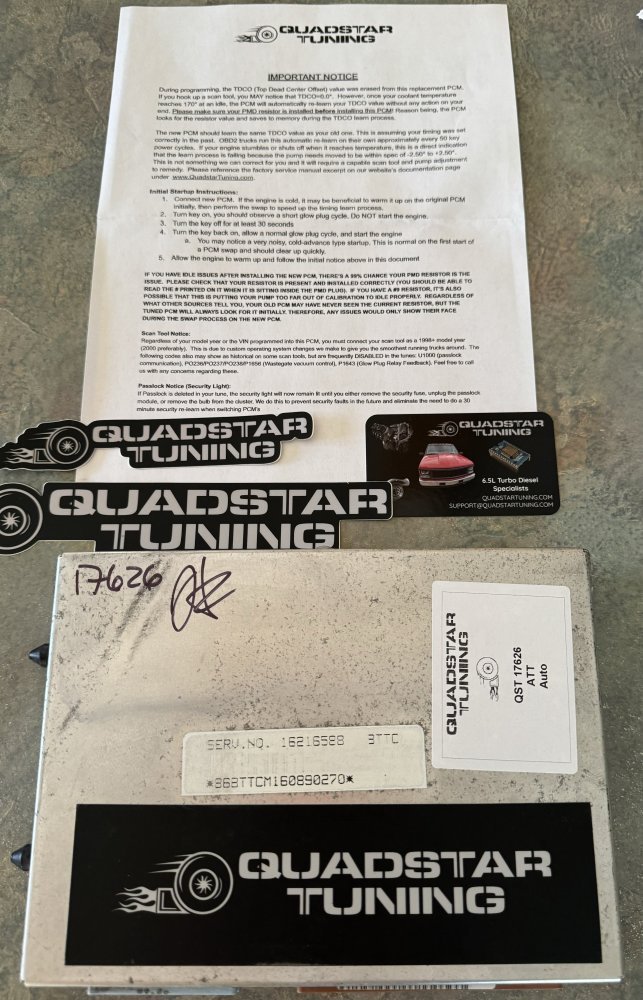 QUADSTAR
TUNING
IMPORTANT NOTICE
During programming, the TDCO (Top Dead Center Offset) value was erased from this replacement PCM.
If you hook up a scan tool, you MAY notice that TDCO=0.0°. However, once your coolant temperature
reaches 170° at an idle, the PCM will automatically re-learn your TDCO value without any action on your
end. Please make sure your PMD resistor is installed before installing this PCM! Reason being, the PCM
looks for the resistor value and saves to memory during the TDCO learn process.
The new PCM should learn the same TDCO value as your old one. This is assuming your timing was set
correctly in the past. OBD2 trucks run this automatic re-learn on their own approximately every 50 key
power cycles. If your engine stumbles or shuts off when it reaches temperature, this is a direct indication
that the learn process is failing because the pump needs moved to be within spec of -2.50° to +2.50°.
This is not something we can correct for you and it will require a capable scan tool and pump adjustment
to remedy. Please reference the factory service manual excerpt on our website's documentation page
under www.QuadstarTuning.com.
Initial Startup Instructions:
1. Connect new PCM. If the engine is cold, it may be beneficial to warm it up on the original PCM
initially, then perform the swap to speed up the timing learn process.
2. Turn key on, you should observe a short glow plug cycle. Do NOT start the engine.
3. Turn the key off for at least 30 seconds
4. Turn the key back on, allow a normal glow plug cycle, and start the engine
a. You may notice a very noisy, cold-advance type startup. This is normal on the first start of
a PCM swap and should clear up quickly.
5. Allow the engine to warm up and follow the initial notice above in this document
IF YOU HAVE IDLE ISSUES AFTER INSTALLING THE NEW PCM, THERE'S A 99% CHANCE YOUR PMD RESISTOR IS THE
ISSUE. PLEASE CHECK THAT YOUR RESISTOR IS PRESENT AND INSTALLED CORRECTLY (YOU SHOULD BE ABLE TO
READ THE # PRINTED ON IT WHEN IT IS SITTING INSIDE THE PMD PLUG). IF YOU HAVE A #9 RESISTOR, IT'S ALSO
POSSIBLE THAT THIS IS PUTTING YOUR PUMP TOO FAR OUT OF CALIBRATION TO IDLE PROPERLY. REGARDLESS OF
WHAT OTHER SOURCES TELL YOU, YOUR OLD PCM MAY HAVE NEVER SEEN THE CURRENT RESISTOR, BUT THE
TUNED PCM WILL ALWAYS LOOK FOR IT INITIALLY. THEREFORE, ANY ISSUES WOULD ONLY SHOW THEIR FACE
DURING THE SWAP PROCESS ON THE NEW PCM.
Scan Tool Notice:
Regardless of your model year or the VIN programmed into this PCM, you must connect your scan tool as a 1998+ model year
(2000 preferably). This is due to custom operating system changes we make to give you the smoothest running trucks around. The
following codes also may show as historical on some scan tools, but are frequently DISABLED in the tunes: U1000 (passlock
communication), PO236/PO237/PO238/P1656 (Wastegate vacuum control), P1643 (Glow Plug Relay Feedback). Feel free to call
us with any concerns regarding these.
Passlock Notice (Security Light):
If Passlock is deleted in your tune, the security light will now remain lit until you either remove the security fuse, unplug the passlock
module, or remove the bulb from the cluster. We do this to prevent security faults in the future and eliminate the need to do a 30
minute security re-learn when switching PCM's
QUADSTAR
TUNING
QUADSTAR
TUNING
6.5L Turbo Diesel
Specialists
QUADSTARTUNING.COM
SUPPORT@QUADSTARTUNING.COM
QUADSTAR
TUNING
17626
QUADSTAR
TUNING
QST 17626
ATT
Auto
SERV.NO. 16216588 3TTC
*86BTTCM160890270*
QUADSTAR
TUNING